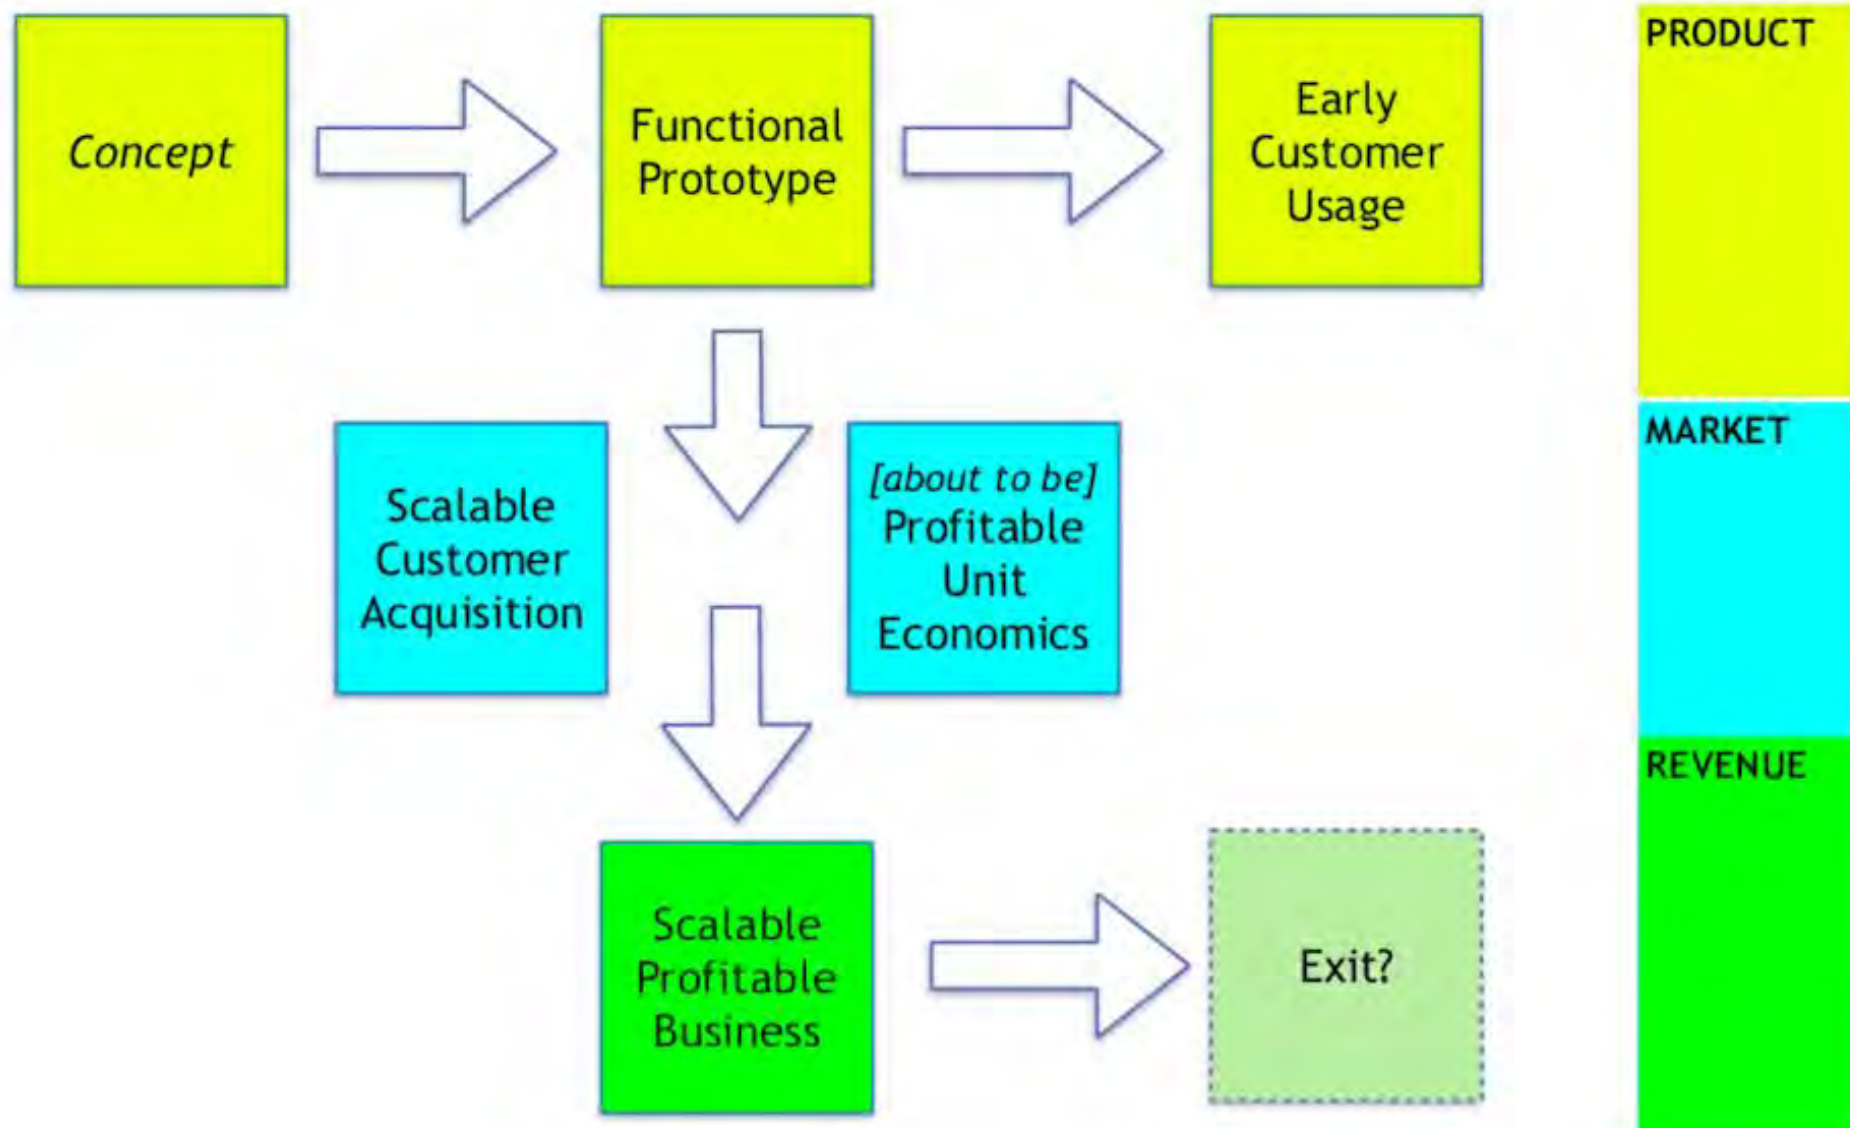 Concept
Functional
Prototype
Early
Customer
Usage
PRODUCT
Scalable
Customer
Acquisition
[about to be]
Profitable
Unit
Economics
MARKET
Scalable
Profitable
Business
Exit?
REVENUE